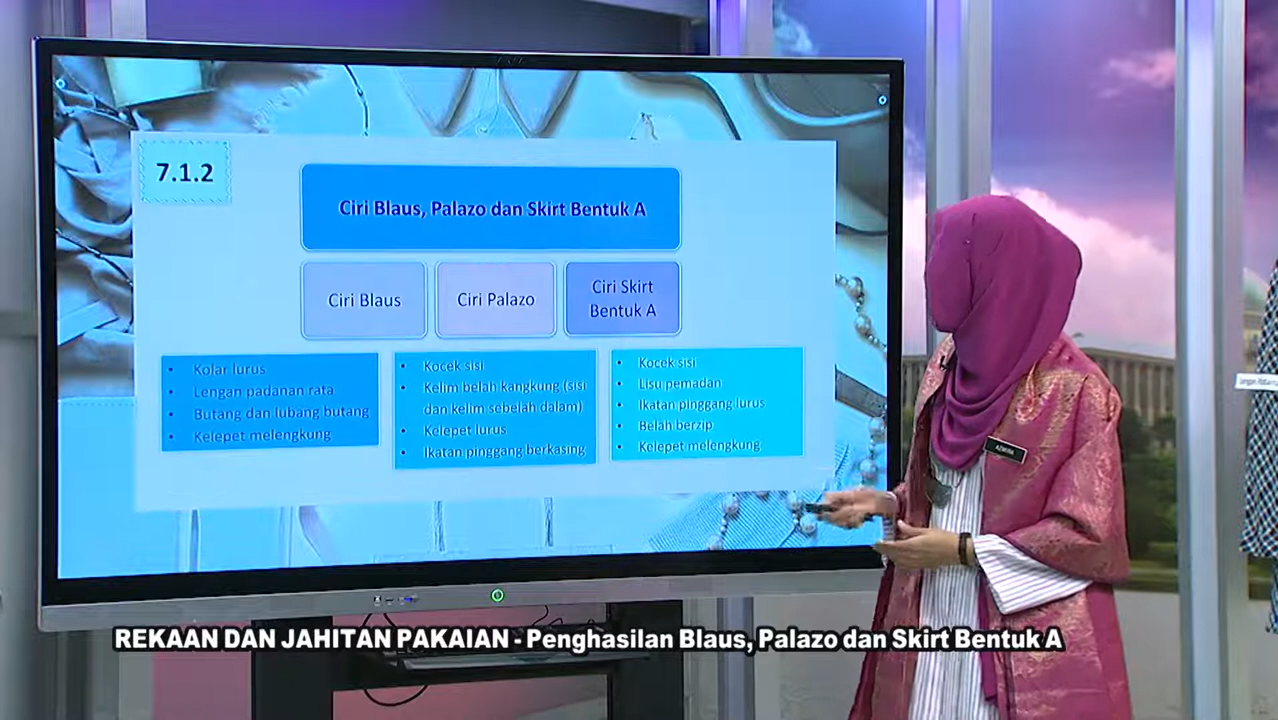 7.1.2
Ciri Blaus, Palazo dan Skirt Bentuk A
Ciri Blaus
Ciri Palazo
Ciri Skirt
Bentuk A
• Kolar lurus
• Lengan padanan rata
• Butang dan lubang butang
• Kelepet melengkung
• Kocek sisi
• Kelim belah kangkung (sisi
dan kelim sebelah dalam)
• Kelepet lurus
• Ikatan pinggang berkasing
• Kocek sisi
• Lisu pemadan
• Ikatan pinggang lurus
• Belah berzip
• Kelepet melengkung
AZWINA
REKAAN DAN JAHITAN PAKAIAN - Penghasilan Blaus, Palazo dan Skirt Bentuk A